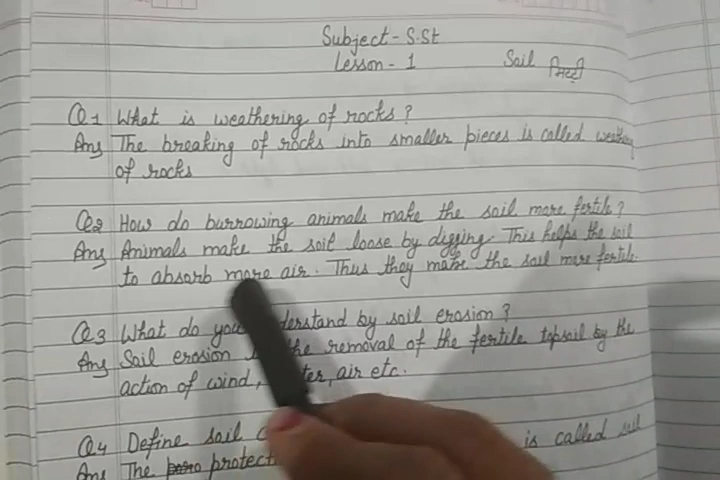 Subject - S.St
Lesson - 1 Soil मिट्टी
Q1 What is weathering of rocks?
Ans The breaking of rocks into smaller pieces is called weathering
of rocks
Q2 How do burrowing animals make the soil more fertile?
Ans Animals make the soil loose by digging. This helps the soil
to absorb more air. Thus they make the soil more fertile.
Q3 What do you understand by soil erosion?
Ans Soil erosion the removal of the fertile topsoil by the
action of wind, air etc.
Q4 Define soil
is called soil
Ans The protect